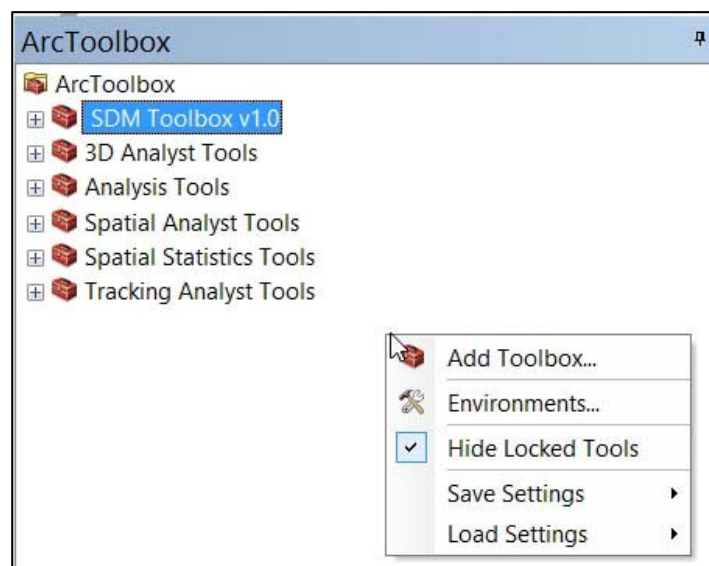 ArcToolbox
ArcToolbox
SDM Toolbox v1.0
3D Analyst Tools
Analysis Tools
Spatial Analyst Tools
Spatial Statistics Tools
Tracking Analyst Tools
Add Toolbox...
Environments...
Hide Locked Tools
Save Settings
Load Settings